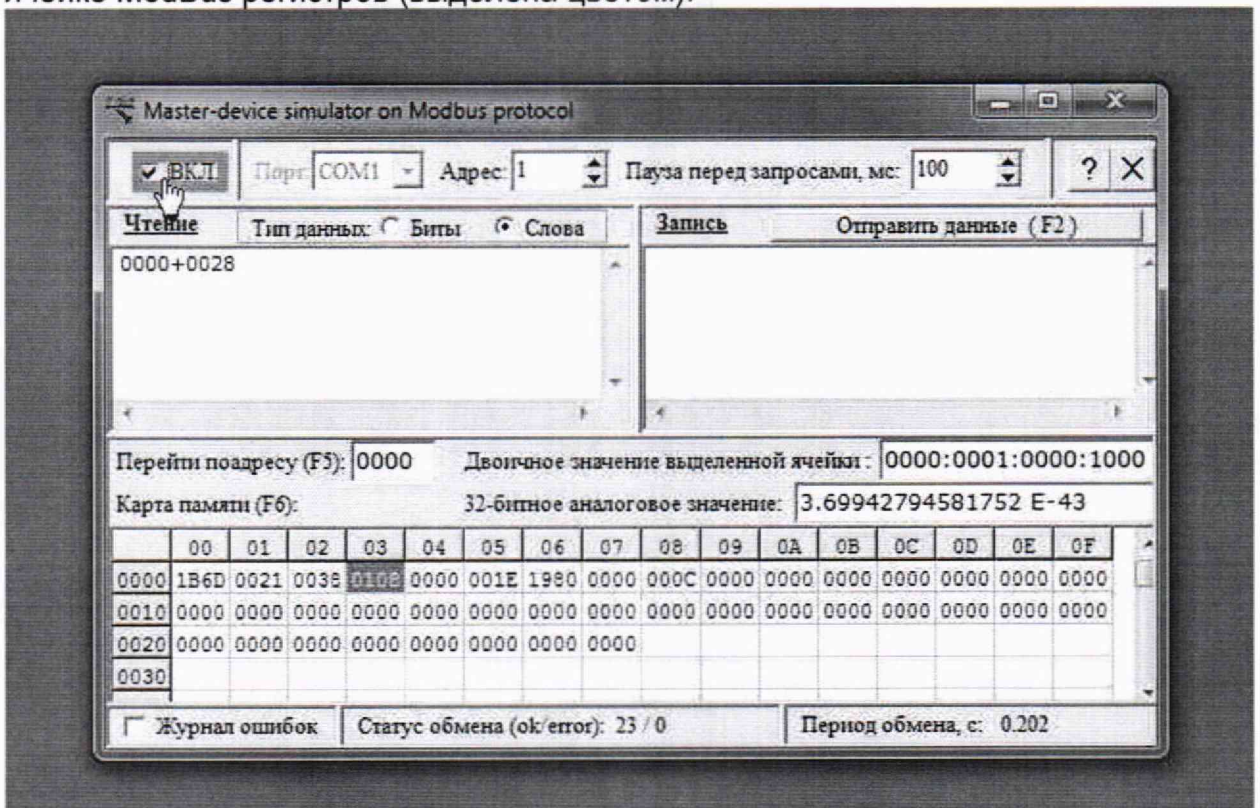 ячейке ModBus регистров (выделена цветом).
Master-device simulator on Modbus protocol
ВКЛ Порт: COM1 Адрес: 1 Пауза перед запросами, мс: 100 ? X
Чтение Тип данных: Биты Слова Запись Отправить данные (F2)
0000+0028
Перейти поадресу (F5): 0000 Двоичное значение выделенной ячейки : 0000:0001:0000:1000
Карта памяти (F6): 32-битное аналоговое значение: 3.69942794581752 E-43
00 01 02 03 04 05 06 07 08 09 0A 0B 0C 0D 0E 0F
0000 1B6D 0021 0038 0108 0000 001E 1980 0000 000C 0000 0000 0000 0000 0000 0000 0000
0010 0000 0000 0000 0000 0000 0000 0000 0000 0000 0000 0000 0000 0000 0000 0000 0000
0020 0000 0000 0000 0000 0000 0000 0000 0000
0030
Журнал ошибок Статус обмена (ok/error): 23 / 0 Период обмена, с: 0.202